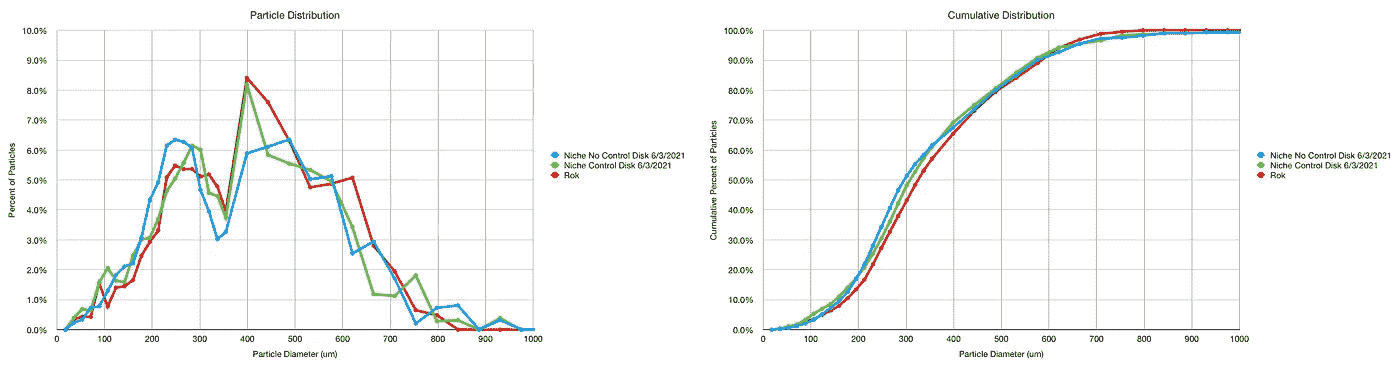 Particle Distribution
10.0%
9.0%
8.0%
7.0%
6.0%
5.0%
4.0%
3.0%
2.0%
1.0%
0.0%
Percent of Particles
0 100 200 300 400 500 600 700 800 900 1000
Particle Diameter (um)
Niche No Control Disk 6/3/2021
Niche Control Disk 6/3/2021
Rok
Cumulative Distribution
100.0%
90.0%
80.0%
70.0%
60.0%
50.0%
40.0%
30.0%
20.0%
10.0%
0.0%
Cumulative Percent of Particles
0 100 200 300 400 500 600 700 800 900 1000
Particle Diameter (um)
Niche No Control Disk 6/3/2021
Niche Control Disk 6/3/2021
Rok